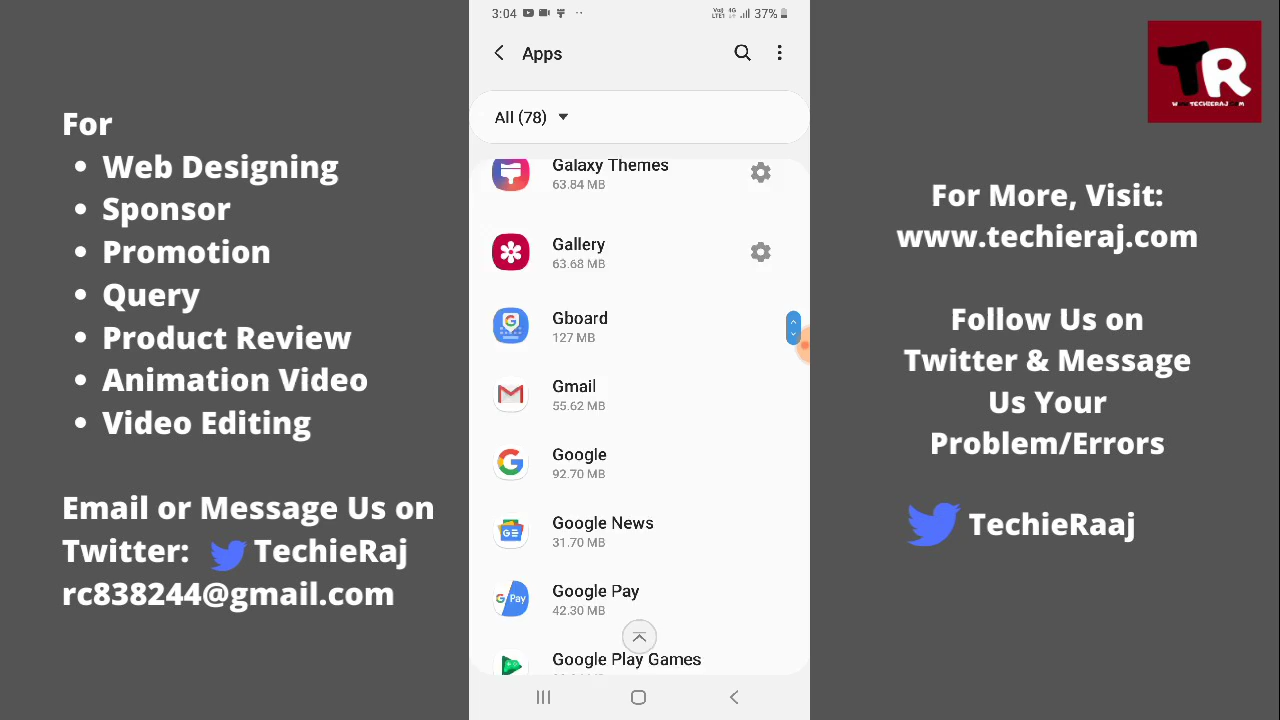 For
• Web Designing
• Sponsor
• Promotion
• Query
• Product Review
• Animation Video
• Video Editing
Email or Message Us on
Twitter: TechieRaj
rc838244@gmail.com
3:04
37%
Apps
All (78)
Galaxy Themes
63.84 MB
Gallery
63.68 MB
Gboard
127 MB
Gmail
55.62 MB
Google
92.70 MB
Google News
31.70 MB
G Pay
Google Pay
42.30 MB
Google Play Games
TR
WWW.TECHIERAJ.COM
For More, Visit:
www.techieraj.com
Follow Us on
Twitter & Message
Us Your
Problem/Errors
TechieRaaj